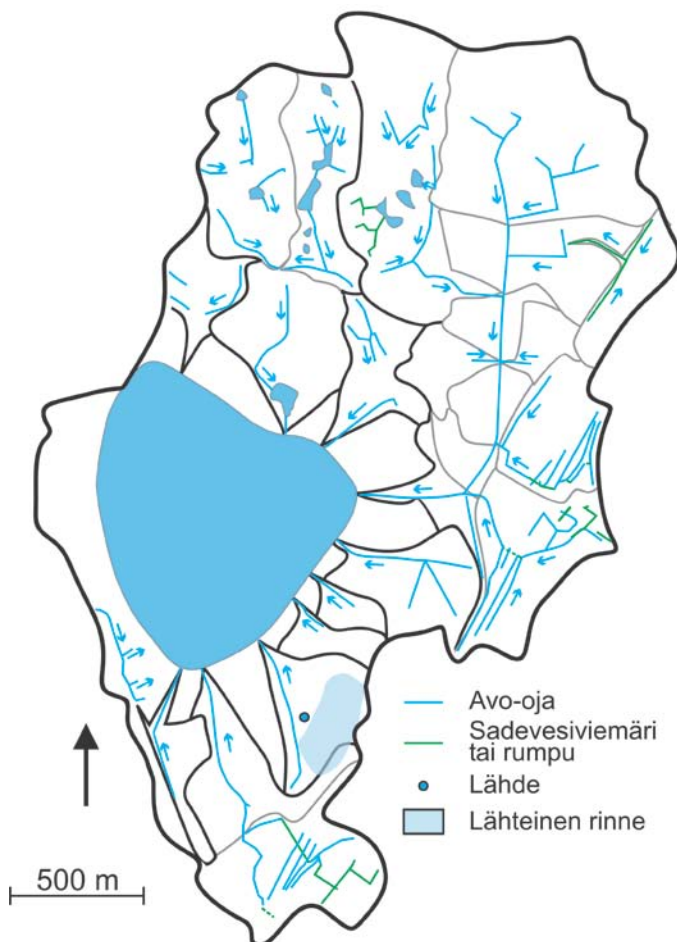 Avo-oja
Sadevesiviemäri
tai rumpu
Lähde
Lähteinen rinne
500 m